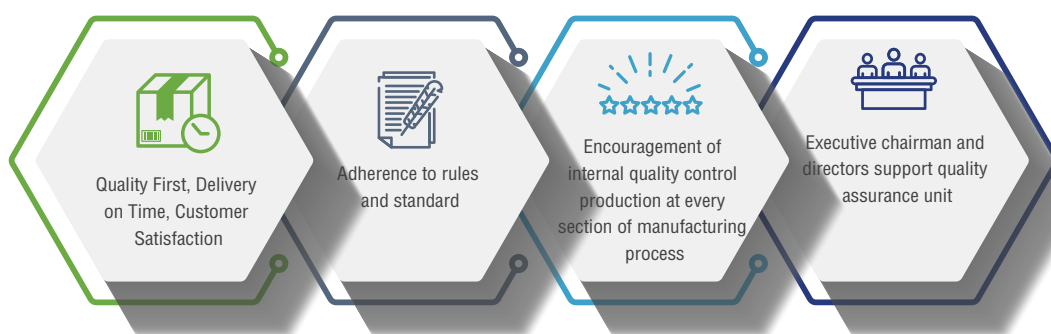 Quality First, Delivery
on Time, Customer
Satisfaction
Adherence to rules
and standard
Encouragement of
internal quality control
production at every
section of manufacturing
process
Executive chairman and
directors support quality
assurance unit